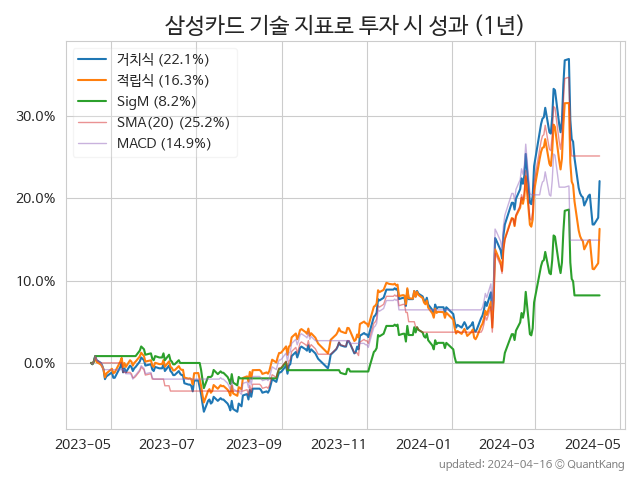 삼성카드 기술 지표로 투자 시 성과 (1년)
거치식 (22.1%)
적립식 (16.3%)
SigM (8.2%)
SMA(20) (25.2%)
MACD (14.9%)
30.0%
20.0%
10.0%
0.0%
2023-05 2023-07 2023-09 2023-11 2024-01 2024-03 2024-05
updated: 2024-04-16 © QuantKang